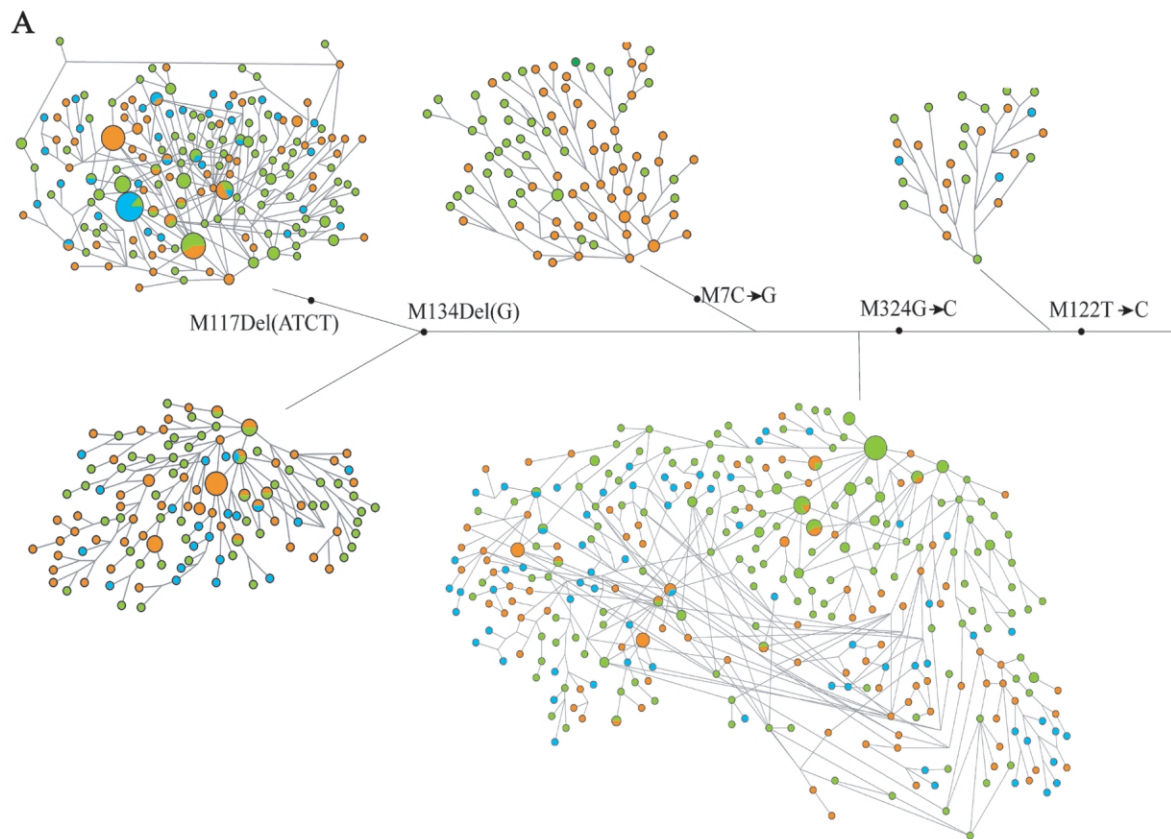 A
M117Del(ATCT)
M134Del(G)
M7C→G
M324G→C
M122T→C